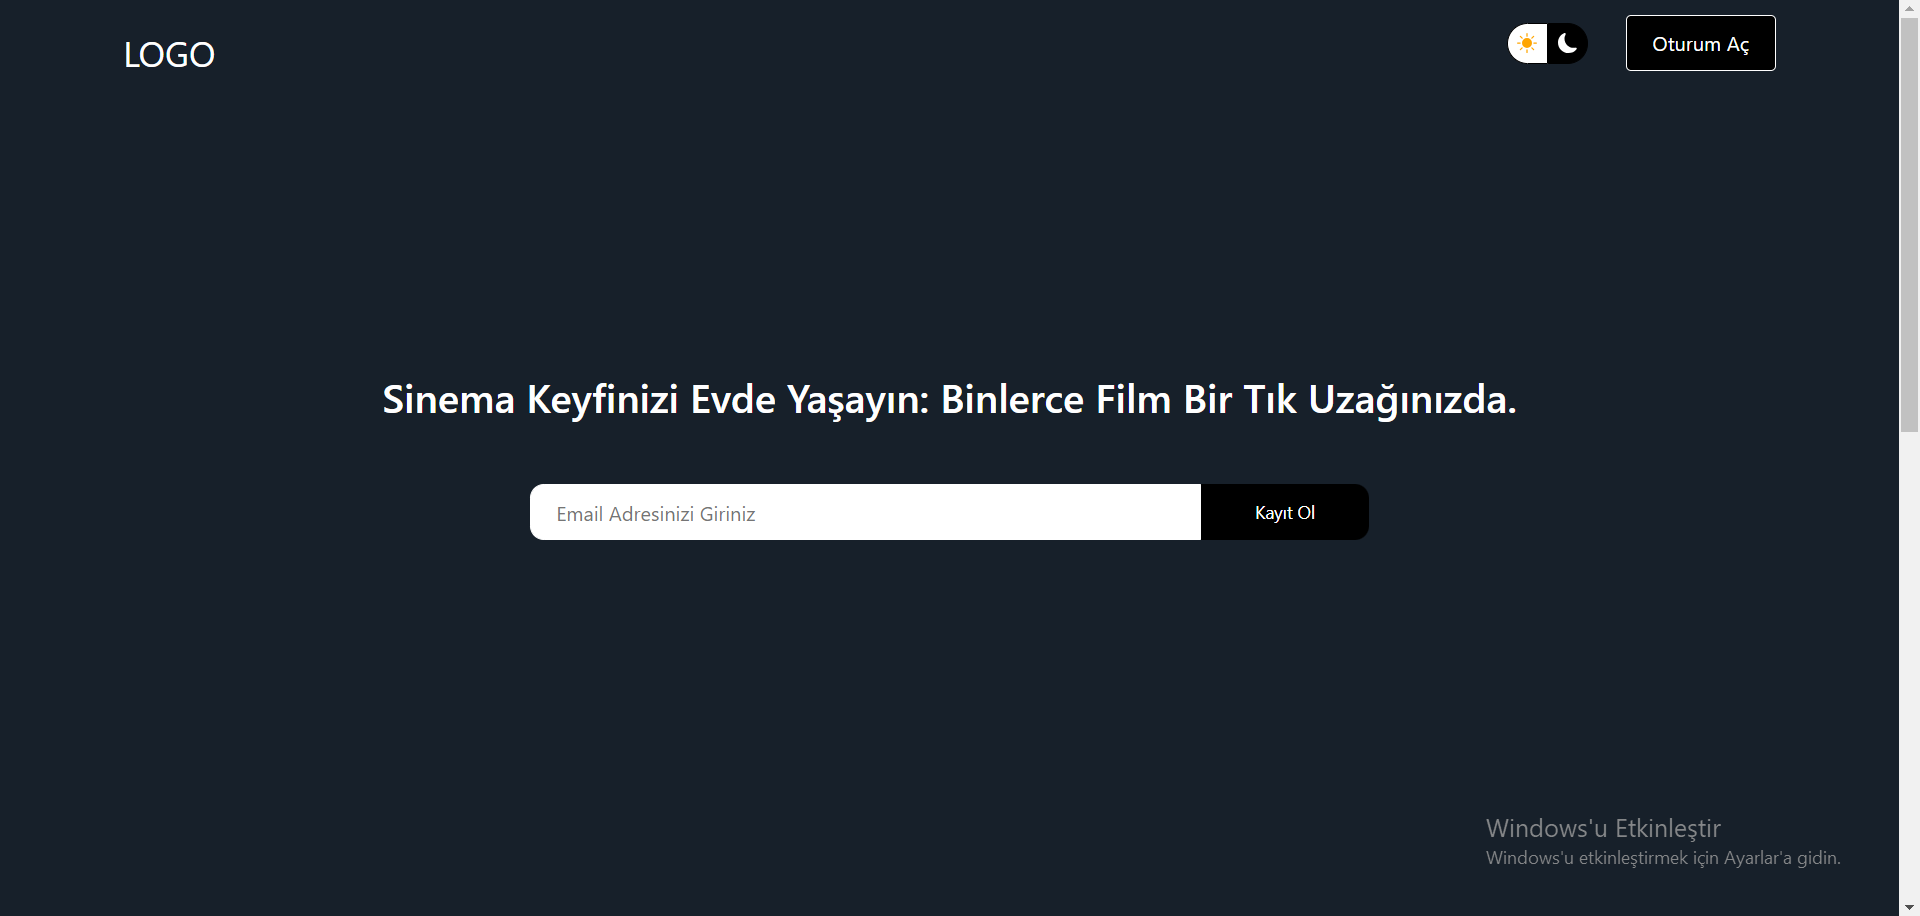 LOGO
Oturum Aç
Sinema Keyfinizi Evde Yaşayın: Binlerce Film Bir Tık Uzağınızda.
Email Adresinizi Giriniz
Kayıt Ol
Windows'u Etkinleştir
Windows'u etkinleştirmek için Ayarlar'a gidin.